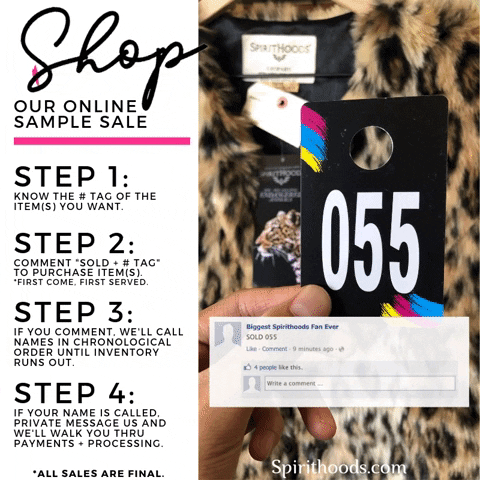 Shop
OUR ONLINE
SAMPLE SALE
STEP 1:
KNOW THE # TAG OF THE
ITEM(S) YOU WANT.
STEP 2:
COMMENT "SOLD + # TAG"
TO PURCHASE ITEM(S).
*FIRST COME, FIRST SERVED.
STEP 3:
IF YOU COMMENT, WE'LL CALL
NAMES IN CHRONOLOGICAL
ORDER UNTIL INVENTORY
RUNS OUT.
STEP 4:
IF YOUR NAME IS CALLED,
PRIVATE MESSAGE US AND
WE'LL WALK YOU THRU
PAYMENTS + PROCESSING.
*ALL SALES ARE FINAL.
SPIRITHOODS
055
Biggest Spirithoods Fan Ever
SOLD 055
Like · Comment · 9 minutes ago ·
4 people like this.
Write a comment ...
Spirithoods.com